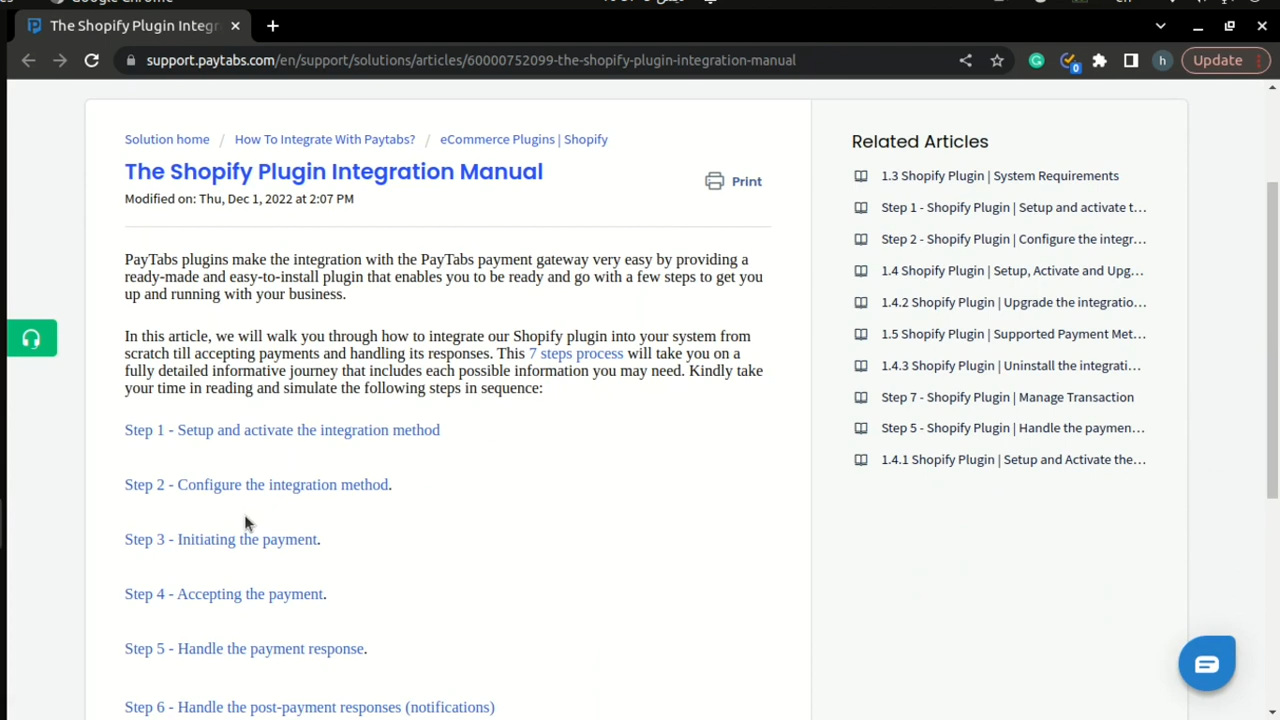 Google Chrome
The Shopify Plugin Integr
support.paytabs.com/en/support/solutions/articles/60000752099-the-shopify-plugin-integration-manual
0
h
Update
Solution home / How To Integrate With Paytabs? / eCommerce Plugins | Shopify
The Shopify Plugin Integration Manual
Print
Modified on: Thu, Dec 1, 2022 at 2:07 PM
PayTabs plugins make the integration with the PayTabs payment gateway very easy by providing a
ready-made and easy-to-install plugin that enables you to be ready and go with a few steps to get you
up and running with your business.
In this article, we will walk you through how to integrate our Shopify plugin into your system from
scratch till accepting payments and handling its responses. This 7 steps process will take you on a
fully detailed informative journey that includes each possible information you may need. Kindly take
your time in reading and simulate the following steps in sequence:
Step 1 - Setup and activate the integration method
Step 2 - Configure the integration method.
Step 3 - Initiating the payment.
Step 4 - Accepting the payment.
Step 5 - Handle the payment response.
Step 6 - Handle the post-payment responses (notifications)
Related Articles
1.3 Shopify Plugin | System Requirements
Step 1 - Shopify Plugin | Setup and activate t...
Step 2 - Shopify Plugin | Configure the integr...
1.4 Shopify Plugin | Setup, Activate and Upg...
1.4.2 Shopify Plugin | Upgrade the integratio...
1.5 Shopify Plugin | Supported Payment Met...
1.4.3 Shopify Plugin | Uninstall the integrati...
Step 7 - Shopify Plugin | Manage Transaction
Step 5 - Shopify Plugin | Handle the paymen...
1.4.1 Shopify Plugin | Setup and Activate the...